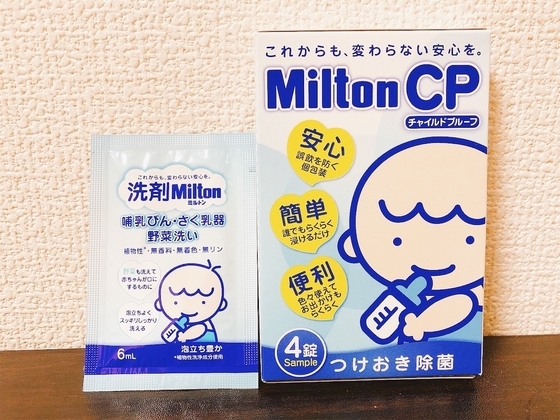 これからも、変わらない安心を。
洗剤Milton
ミルトン
哺乳びん・さく乳器
野菜洗い
植物性*・無香料・無着色・無リン
野菜も洗えて
赤ちゃんが口に
するものに
泡立ちよく
スッキリしっかり
洗える
泡立ち豊か
*植物性洗浄成分使用
6mL
これからも、変わらない安心を。
Milton CP
チャイルドプルーフ
安心
誤飲を防ぐ
個包装
簡単
誰でもらくらく
浸けるだけ
便利
色々使えて
お出かけも
らくらく
4錠
Sample
つけおき除菌